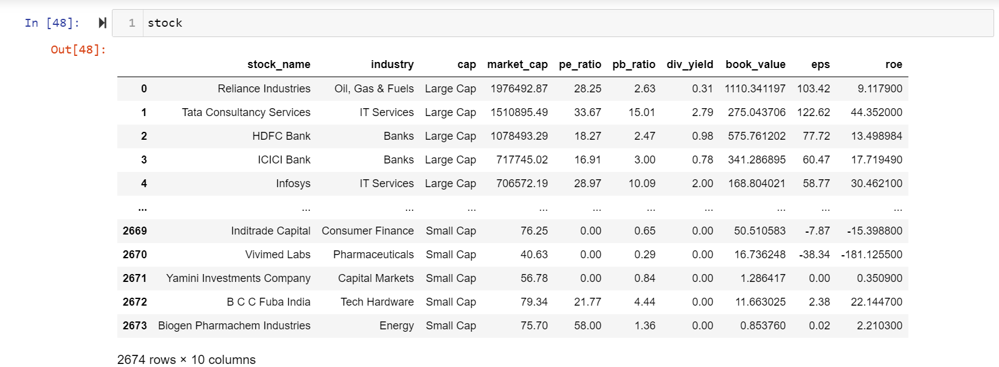 In [48]: 1 stock
Out[48]:
stock_name industry cap market_cap pe_ratio pb_ratio div_yield book_value eps roe
0 Reliance Industries Oil, Gas & Fuels Large Cap 1976492.87 28.25 2.63 0.31 1110.341197 103.42 9.117900
1 Tata Consultancy Services IT Services Large Cap 1510895.49 33.67 15.01 2.79 275.043706 122.62 44.352000
2 HDFC Bank Banks Large Cap 1078493.29 18.27 2.47 0.98 575.761202 77.72 13.498984
3 ICICI Bank Banks Large Cap 717745.02 16.91 3.00 0.78 341.286895 60.47 17.719490
4 Infosys IT Services Large Cap 706572.19 28.97 10.09 2.00 168.804021 58.77 30.462100
... ... ... ... ... ... ... ... ... ... ...
2669 Inditrade Capital Consumer Finance Small Cap 76.25 0.00 0.65 0.00 50.510583 -7.87 -15.398800
2670 Vivimed Labs Pharmaceuticals Small Cap 40.63 0.00 0.29 0.00 16.736248 -38.34 -181.125500
2671 Yamini Investments Company Capital Markets Small Cap 56.78 0.00 0.84 0.00 1.286417 0.00 0.350900
2672 B C C Fuba India Tech Hardware Small Cap 79.34 21.77 4.44 0.00 11.663025 2.38 22.144700
2673 Biogen Pharmachem Industries Energy Small Cap 75.70 58.00 1.36 0.00 0.853760 0.02 2.210300
2674 rows × 10 columns